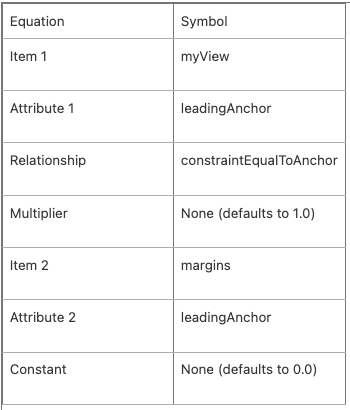 Equation Symbol
Item 1 myView
Attribute 1 leadingAnchor
Relationship constraintEqualToAnchor
Multiplier None (defaults to 1.0)
Item 2 margins
Attribute 2 leadingAnchor
Constant None (defaults to 0.0)